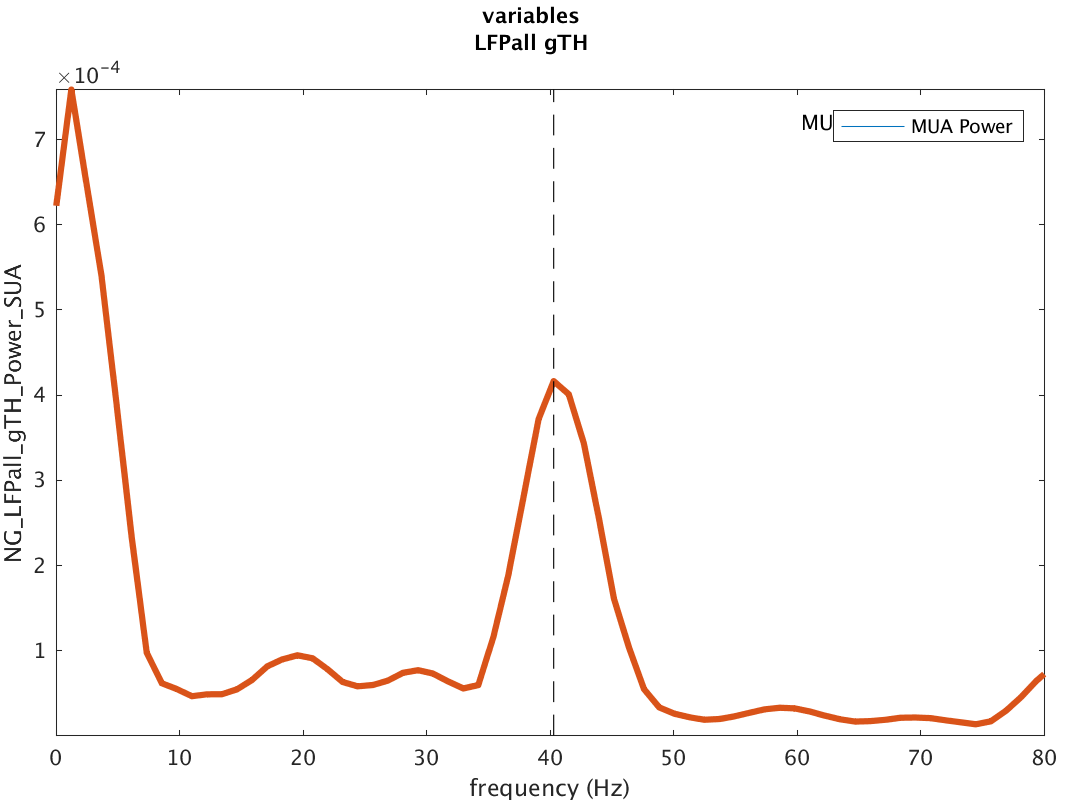 variables
LFPall gTH
×10⁻⁴
MU
MUA Power
7
6
5
4
3
2
1
NG_LFPall_gTH_Power_SUA
0 10 20 30 40 50 60 70 80
frequency (Hz)